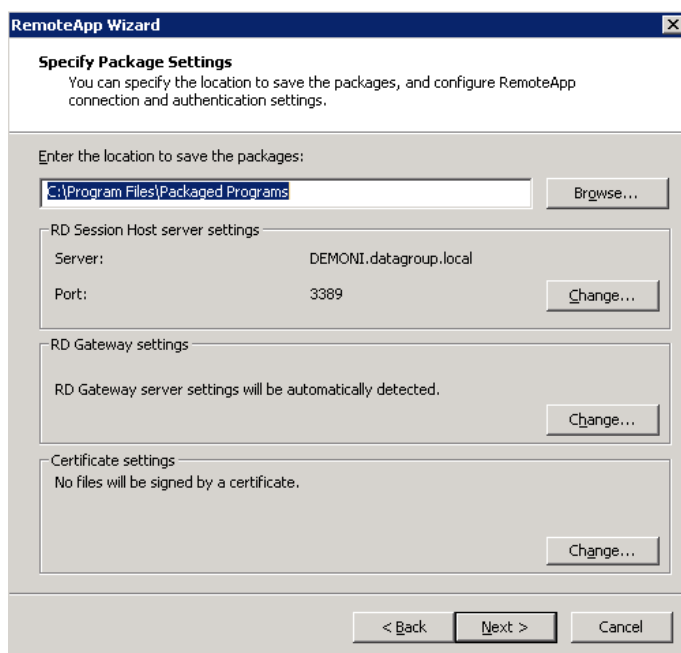 RemoteApp Wizard
Specify Package Settings
You can specify the location to save the packages, and configure RemoteApp
connection and authentication settings.
Enter the location to save the packages:
C:\Program Files\Packaged Programs
Browse...
RD Session Host server settings
Server: DEMONI.datagroup.local
Port: 3389
Change...
RD Gateway settings
RD Gateway server settings will be automatically detected.
Change...
Certificate settings
No files will be signed by a certificate.
Change...
< Back Next > Cancel